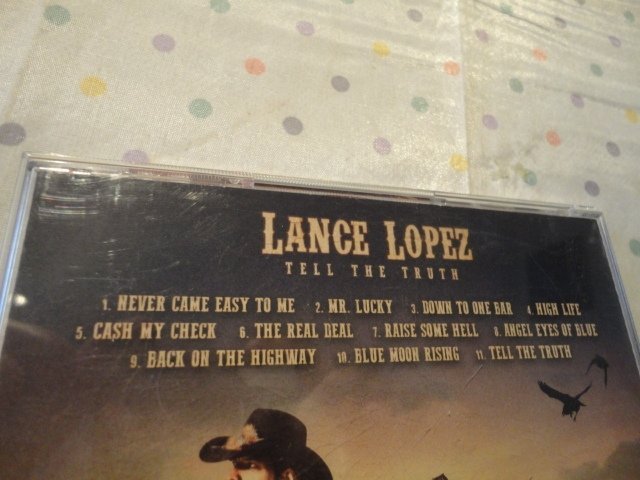 LANCE LOPEZ
TELL THE TRUTH
1. NEVER CAME EASY TO ME 2. MR. LUCKY 3. DOWN TO ONE BAR 4. HIGH LIFE
5. CA$H MY CHECK 6. THE REAL DEAL 7. RAISE SOME HELL 8. ANGEL EYES OF BLUE
9. BACK ON THE HIGHWAY 10. BLUE MOON RISING 11. TELL THE TRUTH